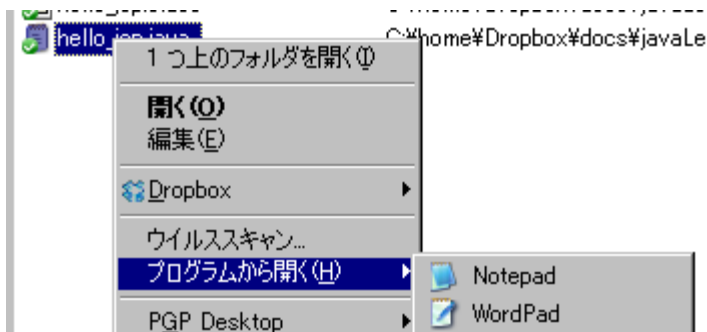 hello_jsp.java
C:¥home¥Dropbox¥docs¥javaLe
1 つ上のフォルダを開く(I)
開く(O)
編集(E)
Dropbox
ウイルススキャン...
プログラムから開く(H)
Notepad
WordPad
PGP Desktop